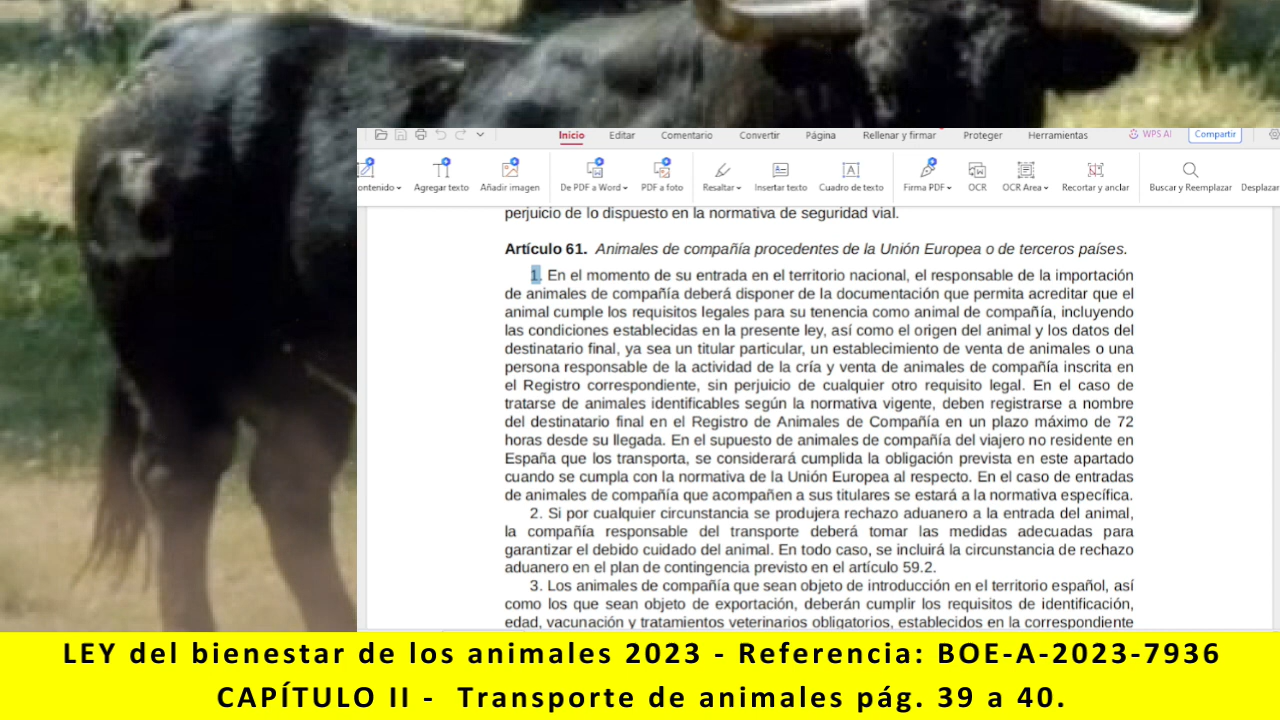 Inicio Editar Comentario Convertir Página Rellenar y firmar Proteger Herramientas WPS AI Compartir
ontenido Agregar texto Añadir imagen De PDF a Word PDF a foto Resaltar Insertar texto Cuadro de texto Firma PDF OCR OCR Area Recortar y anclar Buscar y Reemplazar Desplazar
perjuicio de lo dispuesto en la normativa de seguridad vial.
Artículo 61. Animales de compañía procedentes de la Unión Europea o de terceros países.
1. En el momento de su entrada en el territorio nacional, el responsable de la importación
de animales de compañía deberá disponer de la documentación que permita acreditar que el
animal cumple los requisitos legales para su tenencia como animal de compañía, incluyendo
las condiciones establecidas en la presente ley, así como el origen del animal y los datos del
destinatario final, ya sea un titular particular, un establecimiento de venta de animales o una
persona responsable de la actividad de la cría y venta de animales de compañía inscrita en
el Registro correspondiente, sin perjuicio de cualquier otro requisito legal. En el caso de
tratarse de animales identificables según la normativa vigente, deben registrarse a nombre
del destinatario final en el Registro de Animales de Compañía en un plazo máximo de 72
horas desde su llegada. En el supuesto de animales de compañía del viajero no residente en
España que los transporta, se considerará cumplida la obligación prevista en este apartado
cuando se cumpla con la normativa de la Unión Europea al respecto. En el caso de entradas
de animales de compañía que acompañen a sus titulares se estará a la normativa específica.
2. Si por cualquier circunstancia se produjera rechazo aduanero a la entrada del animal,
la compañía responsable del transporte deberá tomar las medidas adecuadas para
garantizar el debido cuidado del animal. En todo caso, se incluirá la circunstancia de rechazo
aduanero en el plan de contingencia previsto en el artículo 59.2.
3. Los animales de compañía que sean objeto de introducción en el territorio español, así
como los que sean objeto de exportación, deberán cumplir los requisitos de identificación,
edad, vacunación y tratamientos veterinarios obligatorios, establecidos en la correspondiente
LEY del bienestar de los animales 2023 - Referencia: BOE-A-2023-7936
CAPÍTULO II - Transporte de animales pág. 39 a 40.